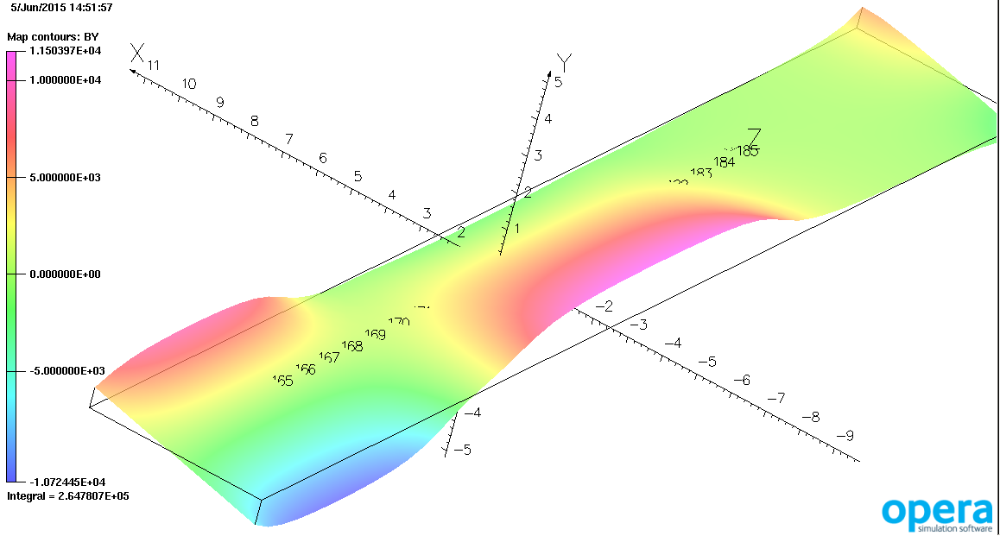 5/Jun/2015 14:51:57
Map contours: BY
1.150397E+04
1.000000E+04
5.000000E+03
0.000000E+00
-5.000000E+03
-1.072445E+04
Integral = 2.647807E+05
X
11
10
9
8
7
6
5
4
3
2
Y
5
4
3
2
1
-4
-5
Z
185
184
183
170
169
168
167
166
165
-2
-3
-4
-5
-6
-7
-8
-9
opera
simulation software